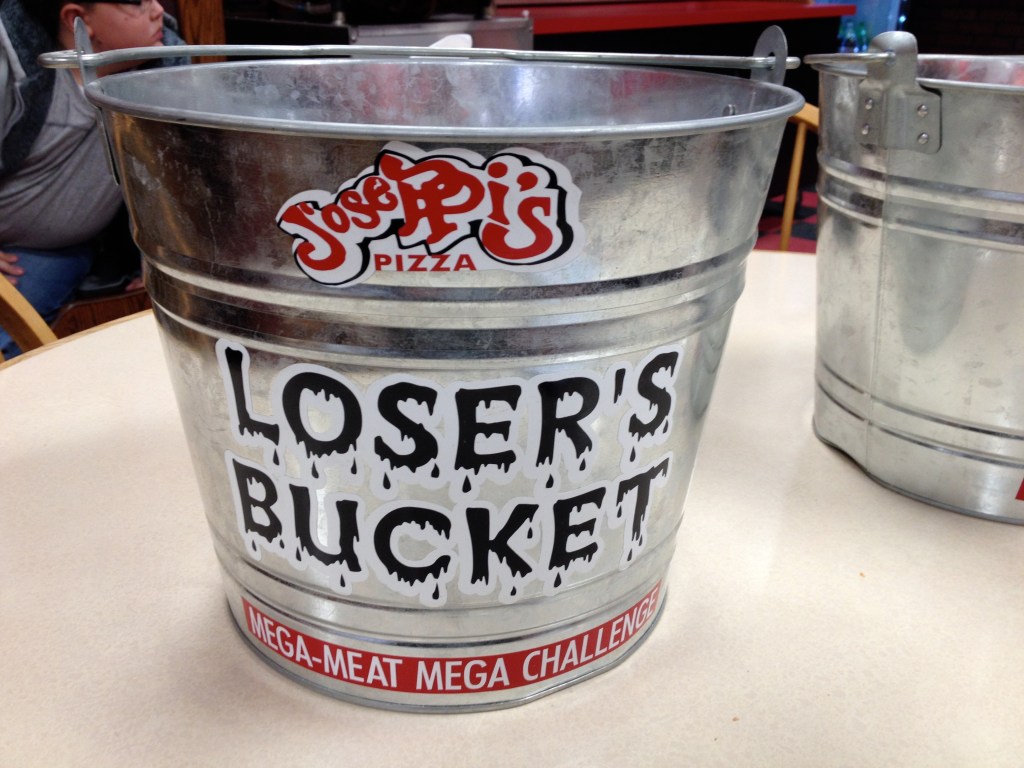 JosePPi's
PIZZA
LOSER'S
BUCKET
MEGA-MEAT MEGA CHALLENGE